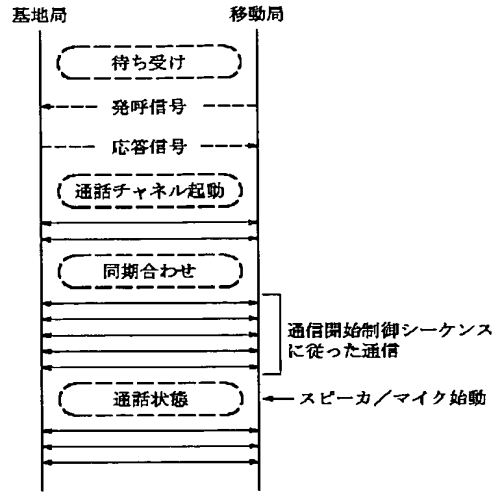 基地局
移動局
待ち受け
発呼信号
応答信号
通話チャネル起動
同期合わせ
通信開始制御シーケンス
に従った通信
通話状態
スピーカ/マイク始動